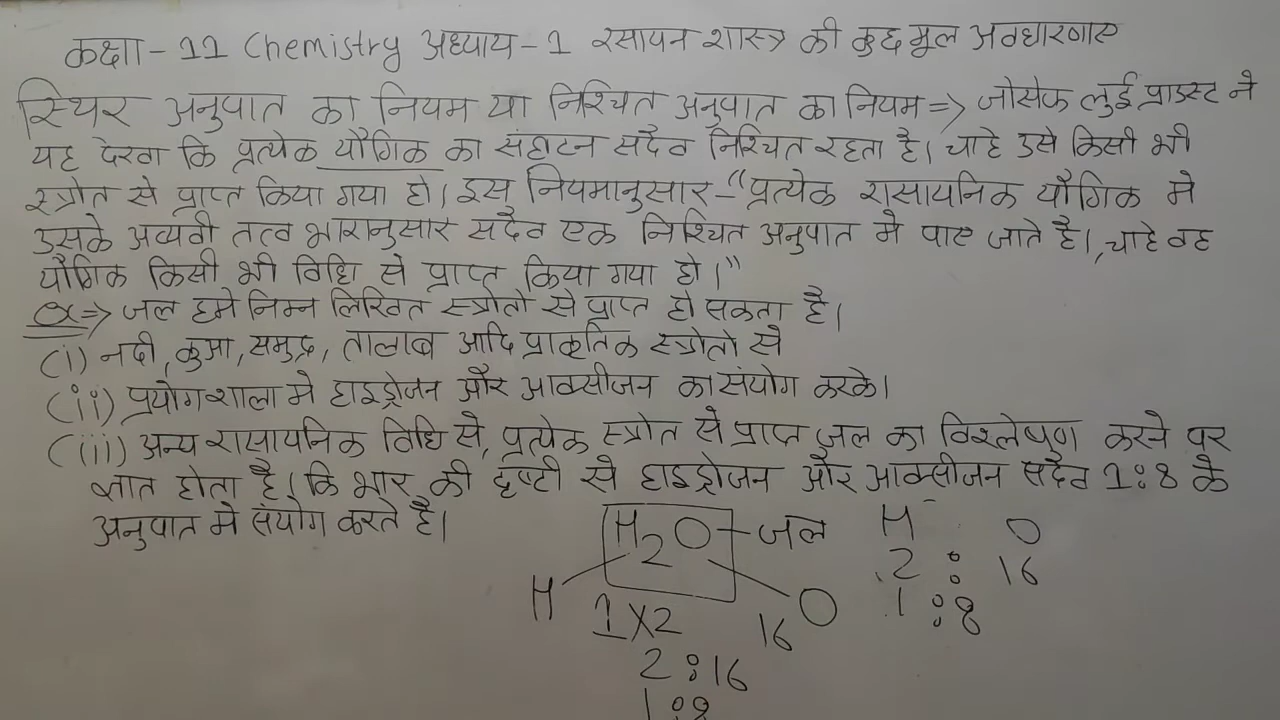 कक्षा - 11 Chemistry अध्याय - 1 रसायन शास्त्र की कुछ मूल अवधारणाए
स्थिर अनुपात का नियम या निश्चित अनुपात का नियम => जोसेफ लुई प्राउस्ट ने
यह देखा कि प्रत्येक यौगिक का संघटन सदैव निश्चित रहता है। चाहे उसे किसी भी
स्त्रोत से प्राप्त किया गया हो। इस नियमानुसार - "प्रत्येक रासायनिक यौगिक मे
उसके अव्यवी तत्व भारानुसार सदैव एक निश्चित अनुपात मे पाए जाते है।, चाहे वह
यौगिक किसी भी विधि से प्राप्त किया गया हो।"
=> जल हमे निम्न लिखित स्त्रोतो से प्राप्त हो सकता है।
(i) नदी, कुआ, समुद्र, तालाब आदि प्राकृतिक स्त्रोतो से
(ii) प्रयोगशाला मे हाइड्रोजन और आक्सीजन का संयोग करके।
(iii) अन्य रासायनिक विधि से, प्रत्येक स्त्रोत से प्राप्त जल का विश्लेषण करने पर
ज्ञात होता है। कि भार की दृष्टी से हाइड्रोजन और आक्सीजन सदैव 1:8 के
अनुपात मे संयोग करते है।
H2O - जल H O
2 : 16
H 1X2 16 O 1 : 8
2 : 16
1 : 8